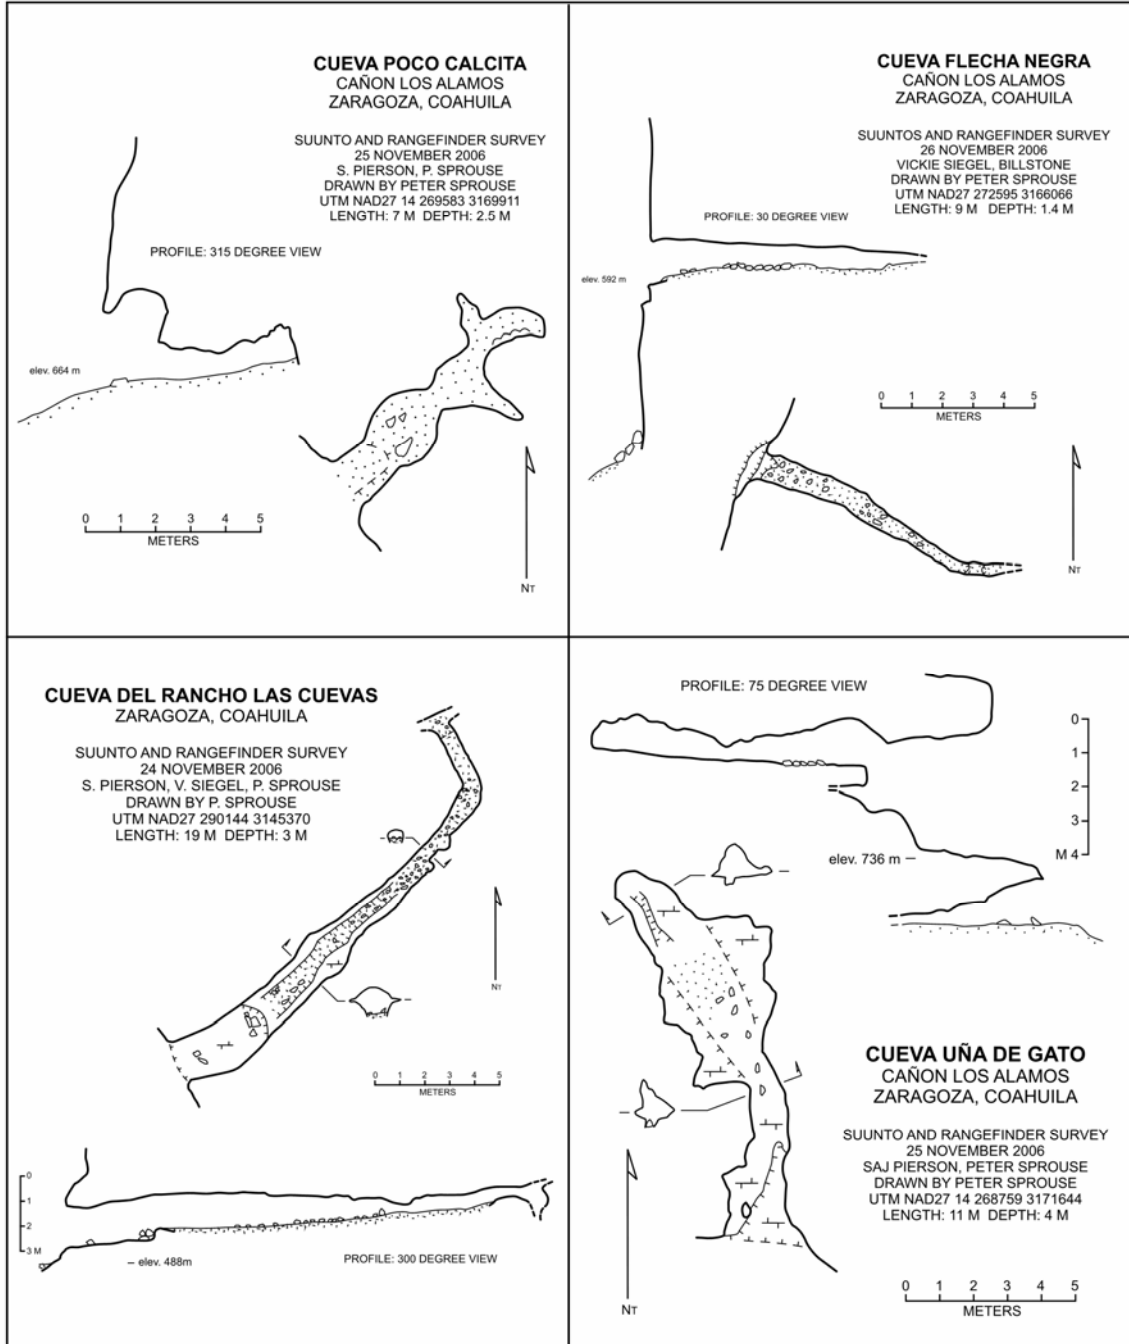 CUEVA POCO CALCITA
CAÑON LOS ALAMOS
ZARAGOZA, COAHUILA
SUUNTO AND RANGEFINDER SURVEY
25 NOVEMBER 2006
S. PIERSON, P. SPROUSE
DRAWN BY PETER SPROUSE
UTM NAD27 14 269583 3169911
LENGTH: 7 M DEPTH: 2.5 M
PROFILE: 315 DEGREE VIEW
elev. 664 m
0 1 2 3 4 5
METERS
NT
CUEVA FLECHA NEGRA
CAÑON LOS ALAMOS
ZARAGOZA, COAHUILA
SUUNTOS AND RANGEFINDER SURVEY
26 NOVEMBER 2006
VICKIE SIEGEL, BILLSTONE
DRAWN BY PETER SPROUSE
UTM NAD27 272595 3166066
LENGTH: 9 M DEPTH: 1.4 M
PROFILE: 30 DEGREE VIEW
elev. 592 m
0 1 2 3 4 5
METERS
NT
CUEVA DEL RANCHO LAS CUEVAS
ZARAGOZA, COAHUILA
SUUNTO AND RANGEFINDER SURVEY
24 NOVEMBER 2006
S. PIERSON, V. SIEGEL, P. SPROUSE
DRAWN BY P. SPROUSE
UTM NAD27 290144 3145370
LENGTH: 19 M DEPTH: 3 M
NT
0 1 2 3 4 5
METERS
0
1
2
3 M
elev. 488m
PROFILE: 300 DEGREE VIEW
PROFILE: 75 DEGREE VIEW
0
1
2
3
M 4
elev. 736 m
CUEVA UÑA DE GATO
CAÑON LOS ALAMOS
ZARAGOZA, COAHUILA
SUUNTO AND RANGEFINDER SURVEY
25 NOVEMBER 2006
SAJ PIERSON, PETER SPROUSE
DRAWN BY PETER SPROUSE
UTM NAD27 14 268759 3171644
LENGTH: 11 M DEPTH: 4 M
NT
0 1 2 3 4 5
METERS